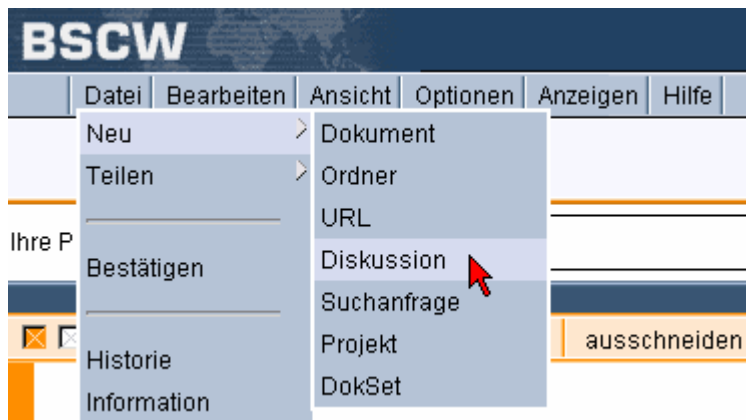 BSCW
Datei Bearbeiten Ansicht Optionen Anzeigen Hilfe
Neu
Teilen
Bestätigen
Historie
Information
Dokument
Ordner
URL
Diskussion
Suchanfrage
Projekt
DokSet
Ihre P
ausschneiden